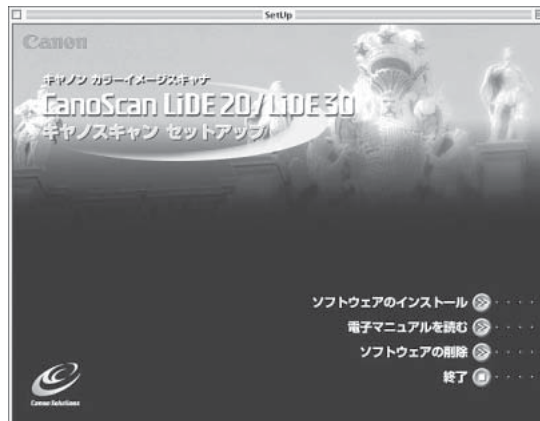 SetUp
Canon
キヤノン カラーイメージスキャナ
CanoScan LiDE 20/LiDE 30
キヤノスキャン セットアップ
ソフトウェアのインストール
電子マニュアルを読む
ソフトウェアの削除
終了
Canon Solutions